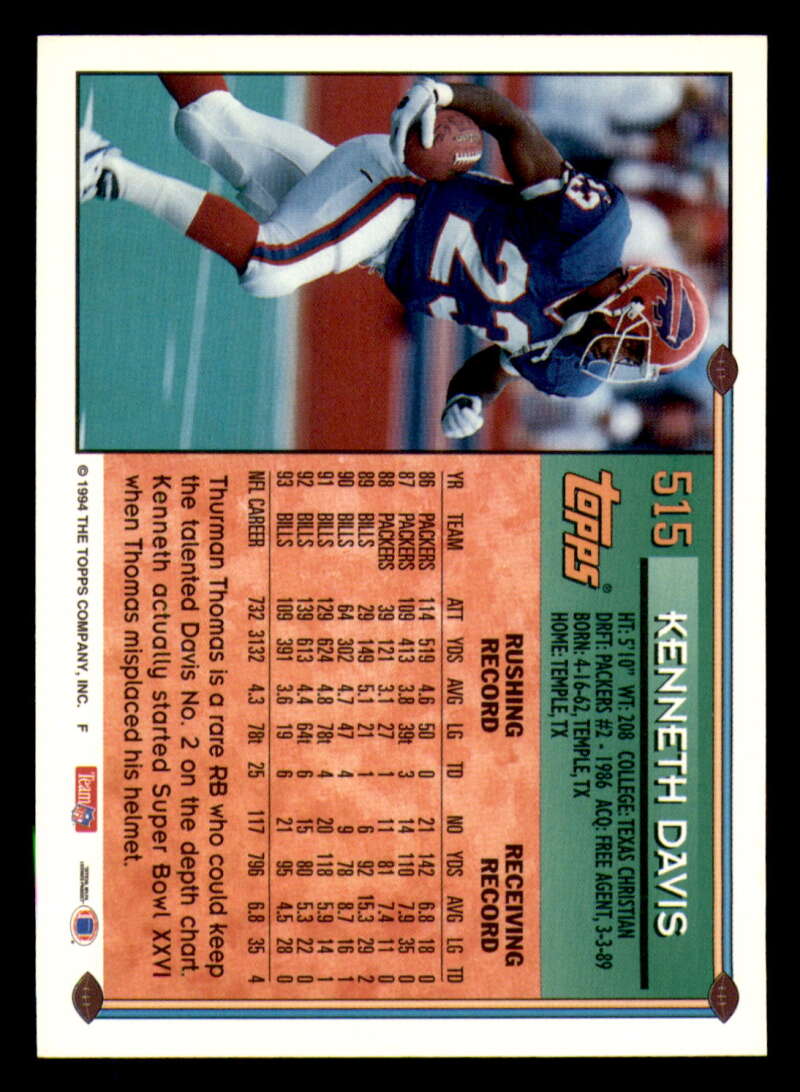 515
KENNETH DAVIS
topps®
HT: 5'10" WT: 208 COLLEGE: TEXAS CHRISTIAN
DRFT: PACKERS #2 - 1986 ACQ: FREE AGENT, 3-3-89
BORN: 4-16-62, TEMPLE, TX
HOME: TEMPLE, TX
RUSHING RECORD RECEIVING RECORD
YR TEAM ATT YDS AVG LG TD NO YDS AVG LG TD
86 PACKERS 114 519 4.6 50 0 21 142 6.8 18 0
87 PACKERS 109 413 3.8 39t 3 14 110 7.9 35 0
88 PACKERS 39 121 3.1 27 1 11 81 7.4 11 0
89 BILLS 29 149 5.1 21 1 6 92 15.3 29 2
90 BILLS 64 302 4.7 47 4 9 78 8.7 16 1
91 BILLS 129 624 4.8 78t 4 20 118 5.9 14 1
92 BILLS 139 613 4.4 64t 6 15 80 5.3 22 0
93 BILLS 109 391 3.6 19 6 21 95 4.5 28 0
NFL CAREER 732 3132 4.3 78t 25 117 796 6.8 35 4
Thurman Thomas is a rare RB who could keep
the talented Davis No. 2 on the depth chart.
Kenneth actually started Super Bowl XXVI
when Thomas misplaced his helmet.
© 1994 THE TOPPS COMPANY, INC. F
Team NFL
23
23